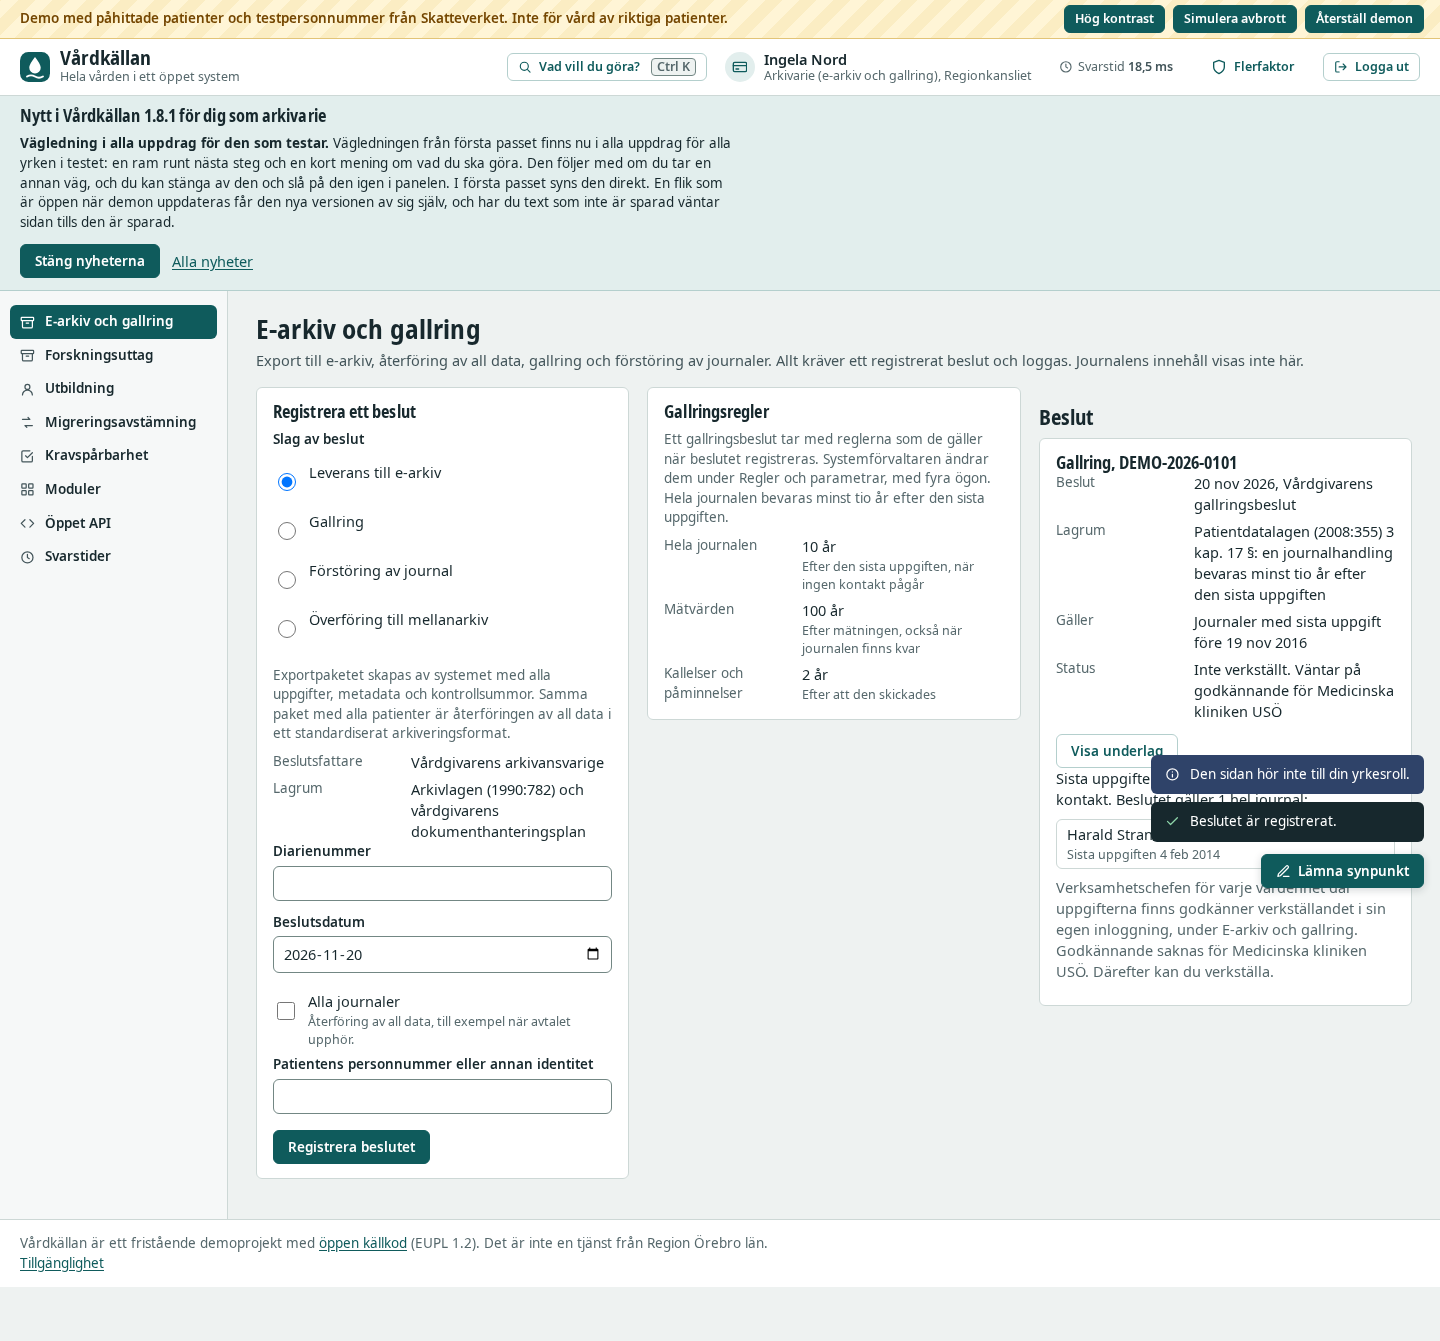 Demo med påhittade patienter och testpersonnummer från Skatteverket. Inte för vård av riktiga patienter.
Hög kontrast
Simulera avbrott
Återställ demon
Vårdkällan
Hela vården i ett öppet system
Vad vill du göra? Ctrl K
Ingela Nord
Arkivarie (e-arkiv och gallring), Regionkansliet
Svarstid 18,5 ms
Flerfaktor
Logga ut
Nytt i Vårdkällan 1.8.1 för dig som arkivarie
Vägledning i alla uppdrag för den som testar. Vägledningen från första passet finns nu i alla uppdrag för alla
yrken i testet: en ram runt nästa steg och en kort mening om vad du ska göra. Den följer med om du tar en
annan väg, och du kan stänga av den och slå på den igen i panelen. I första passet syns den direkt. En flik som
är öppen när demon uppdateras får den nya versionen av sig själv, och har du text som inte är sparad väntar
sidan tills den är sparad.
Stäng nyheterna
Alla nyheter
E-arkiv och gallring
Forskningsuttag
Utbildning
Migreringsavstämning
Kravspårbarhet
Moduler
Öppet API
Svarstider
E-arkiv och gallring
Export till e-arkiv, återföring av all data, gallring och förstöring av journaler. Allt kräver ett registrerat beslut och loggas. Journalens innehåll visas inte här.
Registrera ett beslut
Slag av beslut
Leverans till e-arkiv
Gallring
Förstöring av journal
Överföring till mellanarkiv
Exportpaketet skapas av systemet med alla
uppgifter, metadata och kontrollsummor. Samma
paket med alla patienter är återföringen av all data i
ett standardiserat arkiveringsformat.
Beslutsfattare
Vårdgivarens arkivansvarige
Lagrum
Arkivlagen (1990:782) och
vårdgivarens
dokumenthanteringsplan
Diarienummer
Beslutsdatum
2026-11-20
Alla journaler
Återföring av all data, till exempel när avtalet
upphör.
Patientens personnummer eller annan identitet
Registrera beslutet
Gallringsregler
Ett gallringsbeslut tar med reglerna som de gäller
när beslutet registreras. Systemförvaltaren ändrar
dem under Regler och parametrar, med fyra ögon.
Hela journalen bevaras minst tio år efter den sista
uppgiften.
Hela journalen
10 år
Efter den sista uppgiften, när
ingen kontakt pågår
Mätvärden
100 år
Efter mätningen, också när
journalen finns kvar
Kallelser och
påminnelser
2 år
Efter att den skickades
Beslut
Gallring, DEMO-2026-0101
Beslut
20 nov 2026, Vårdgivarens
gallringsbeslut
Lagrum
Patientdatalagen (2008:355) 3
kap. 17 §: en journalhandling
bevaras minst tio år efter
den sista uppgiften
Gäller
Journaler med sista uppgift
före 19 nov 2016
Status
Inte verkställt. Väntar på
godkännande för Medicinska
kliniken USÖ
Visa underlag
Sista uppgifte
kontakt. Beslutet gäller 1 hel journal:
Harald Stran
Sista uppgiften 4 feb 2014
Verksamhetschefen för varje vårdenhet där
uppgifterna finns godkänner verkställandet i sin
egen inloggning, under E-arkiv och gallring.
Godkännande saknas för Medicinska kliniken
USÖ. Därefter kan du verkställa.
Den sidan hör inte till din yrkesroll.
Beslutet är registrerat.
Lämna synpunkt
Vårdkällan är ett fristående demoprojekt med öppen källkod (EUPL 1.2). Det är inte en tjänst från Region Örebro län.
Tillgänglighet